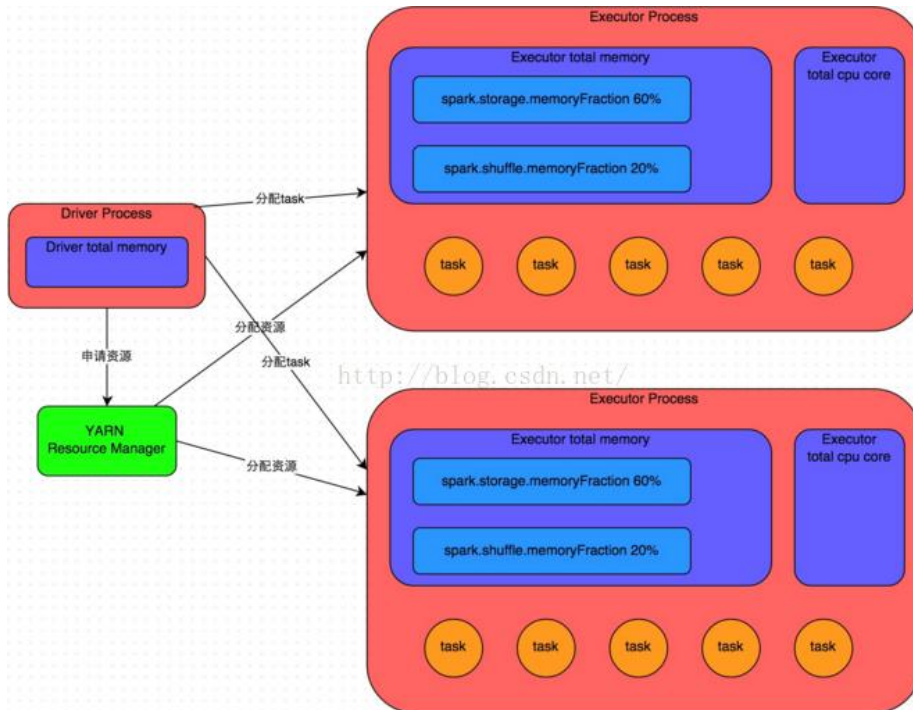 Executor Process
Executor total memory
Executor
total cpu core
spark.storage.memoryFraction 60%
spark.shuffle.memoryFraction 20%
task
task
task
task
task
分配task
Driver Process
Driver total memory
分配资源
分配task
申请资源
http://blog.csdn.net/
YARN
Resource Manager
分配资源
Executor Process
Executor total memory
Executor
total cpu core
spark.storage.memoryFraction 60%
spark.shuffle.memoryFraction 20%
task
task
task
task
task